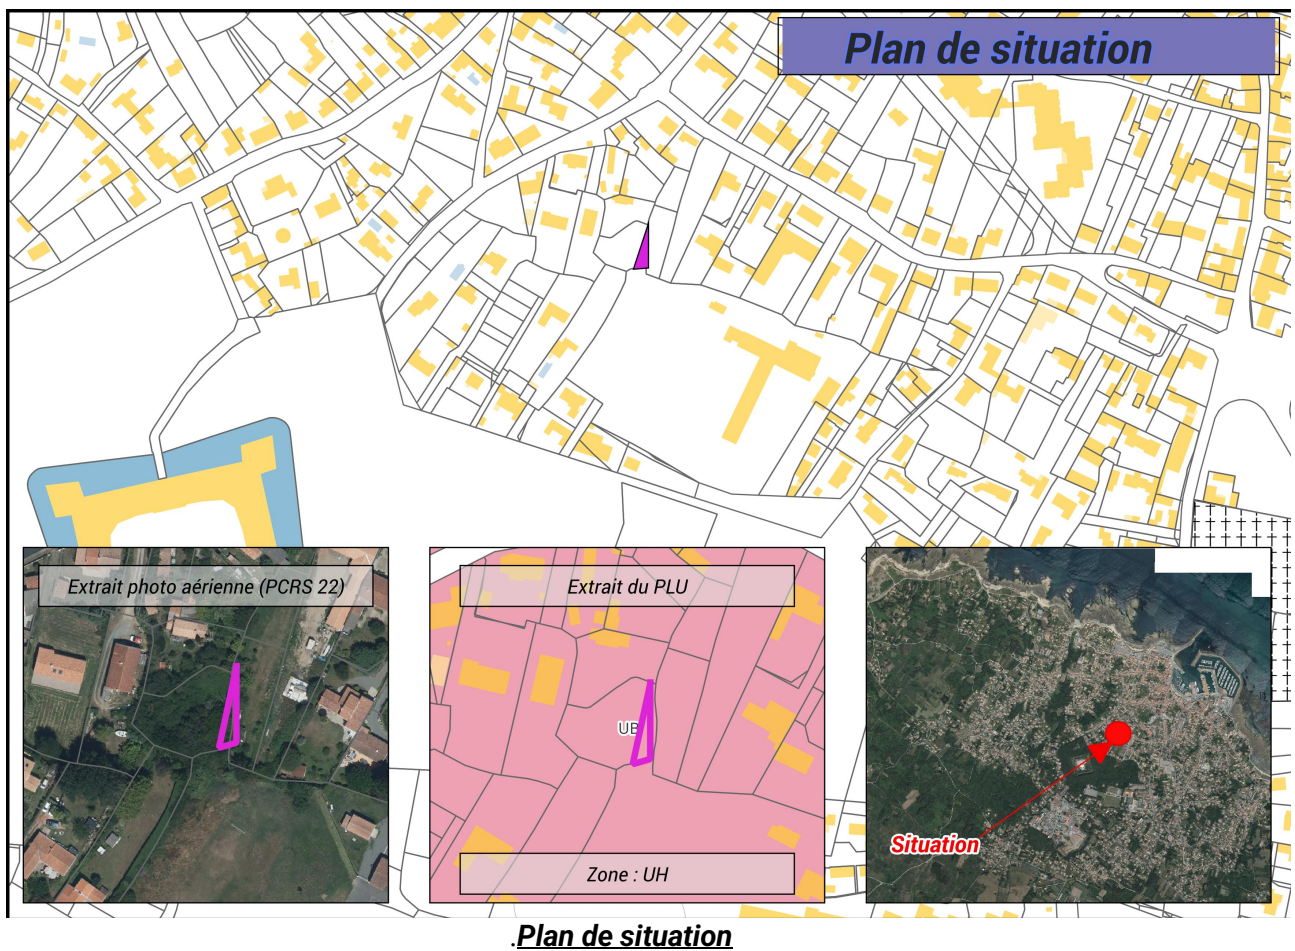 Plan de situation
Extrait photo aérienne (PCRS 22)
Extrait du PLU
UB
Situation
Zone : UH
.Plan de situation